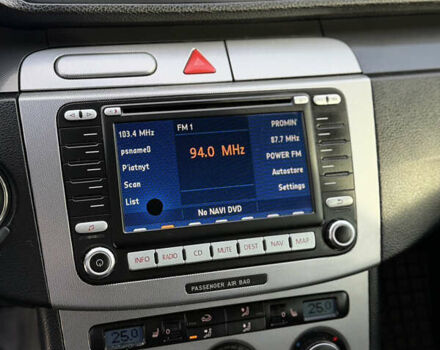 103.4 MHz
psnameß
P'iatnyt
Scan
List
FM 1
94.0 MHz
PROMIN'
87.7 MHz
POWER FM
Autostore
Settings
No NAVI DVD
INFO
RADIO
CD
MUTE
DEST
NAV
MAP
PASSENGER AIR BAG
25.0
25.0